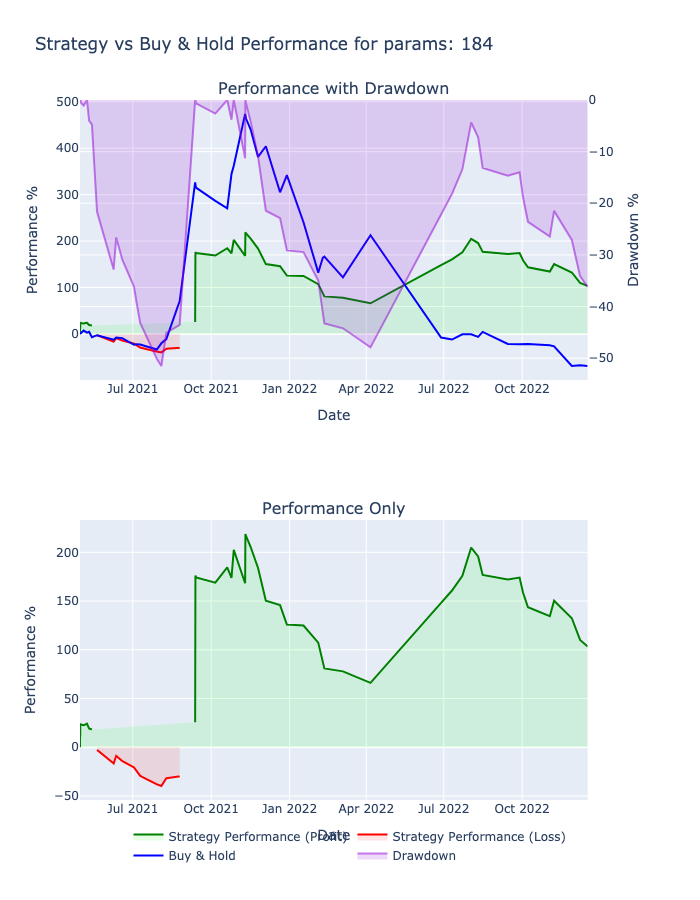 Strategy vs Buy & Hold Performance for params: 184
Performance with Drawdown
500
400
300
200
100
0
Performance %
0
−10
−20
−30
−40
−50
Drawdown %
Jul 2021
Oct 2021
Jan 2022
Apr 2022
Jul 2022
Oct 2022
Date
Performance Only
200
150
100
50
0
−50
Performance %
Jul 2021
Oct 2021
Jan 2022
Apr 2022
Jul 2022
Oct 2022
Date
Strategy Performance (Profit)
Strategy Performance (Loss)
Buy & Hold
Drawdown